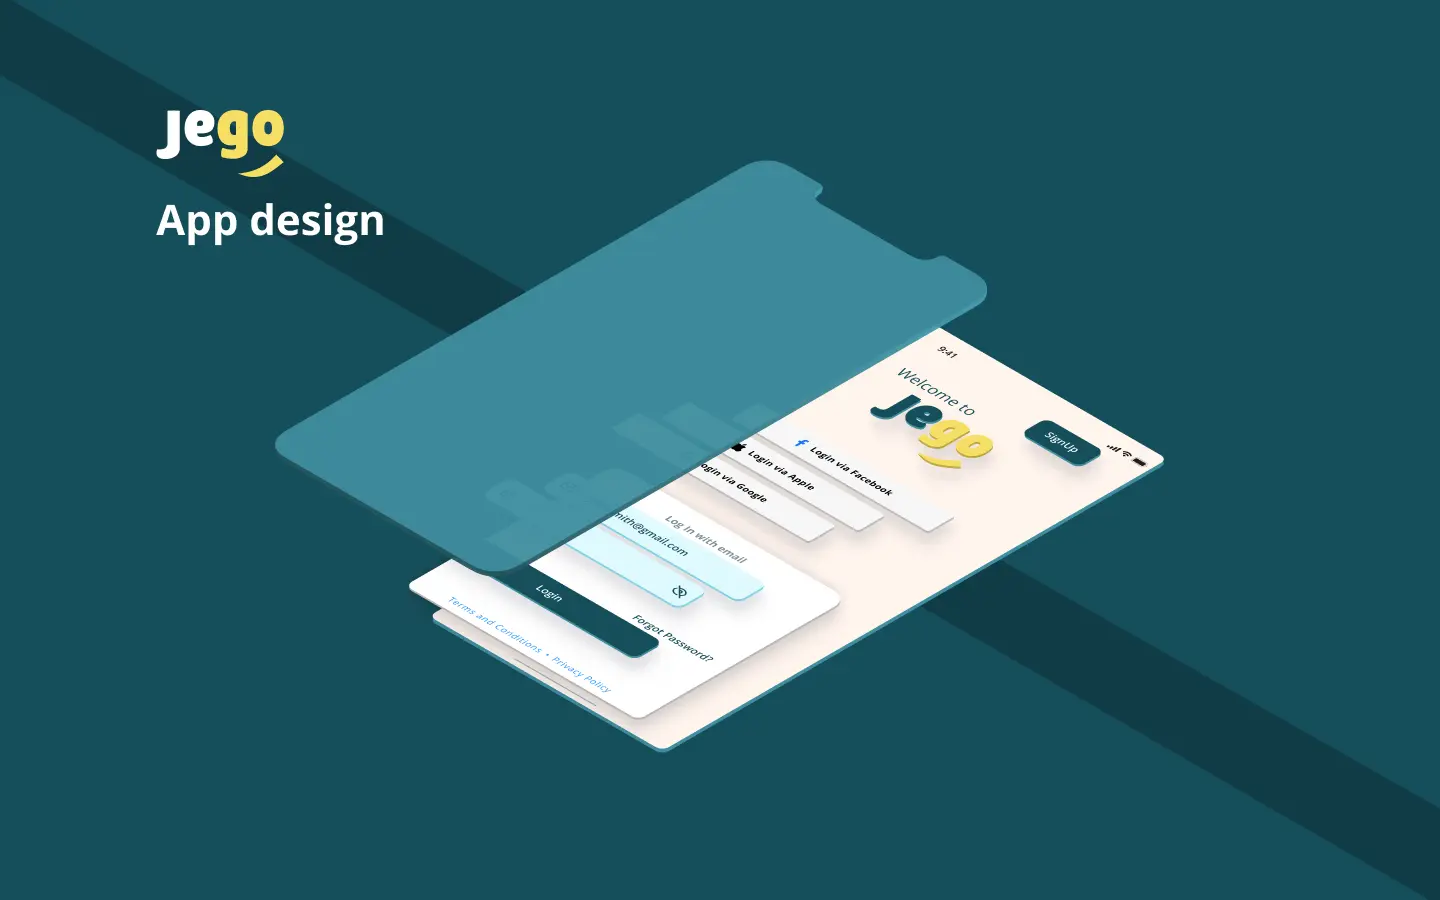 Jego
App design
9:41
Welcome to
Jego
SignUp
Login via Facebook
Login via Apple
Login via Google
Log In with email
mith@gmail.com
Login
Forgot Password?
Terms and Conditions • Privacy Policy